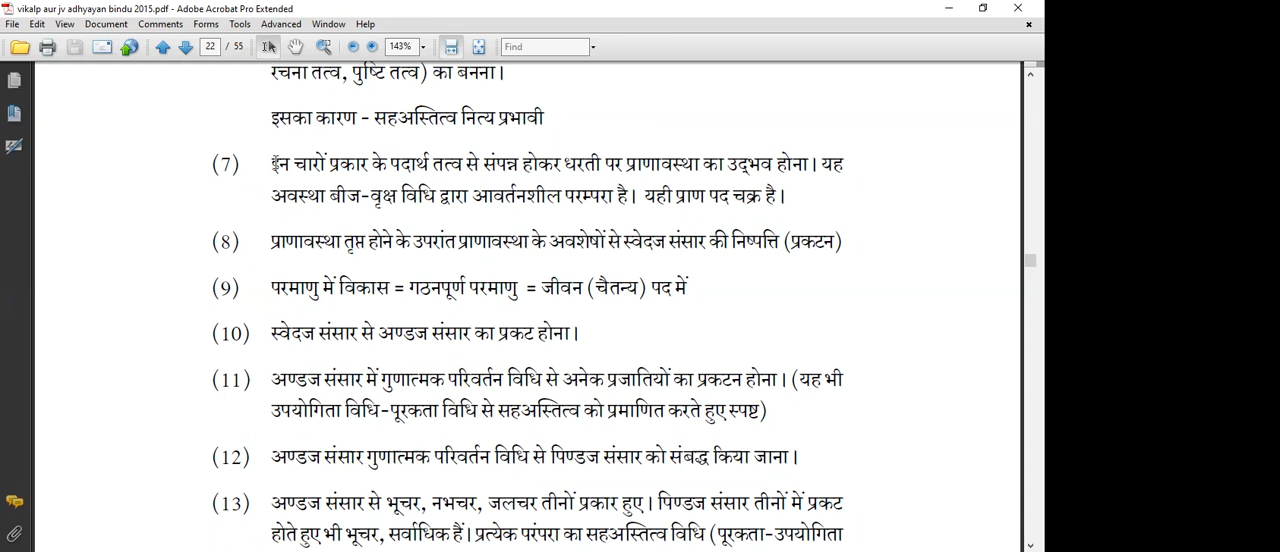 vikalp aur jv adhyayan bindu 2015.pdf - Adobe Acrobat Pro Extended
File Edit View Document Comments Forms Tools Advanced Window Help
22 / 55 143% Find
रचना तत्व, पुष्टि तत्व) का बनना।
इसका कारण - सहअस्तित्व नित्य प्रभावी
(7) इन चारों प्रकार के पदार्थ तत्व से संपन्न होकर धरती पर प्राणावस्था का उद्भव होना। यह
अवस्था बीज-वृक्ष विधि द्वारा आवर्तनशील परम्परा है। यही प्राण पद चक्र है।
(8) प्राणावस्था तृप्त होने के उपरांत प्राणावस्था के अवशेषों से स्वेदज संसार की निष्पत्ति (प्रकटन)
(9) परमाणु में विकास = गठनपूर्ण परमाणु = जीवन (चैतन्य) पद में
(10) स्वेदज संसार से अण्डज संसार का प्रकट होना।
(11) अण्डज संसार में गुणात्मक परिवर्तन विधि से अनेक प्रजातियों का प्रकटन होना। (यह भी
उपयोगिता विधि-पूरकता विधि से सहअस्तित्व को प्रमाणित करते हुए स्पष्ट)
(12) अण्डज संसार गुणात्मक परिवर्तन विधि से पिण्डज संसार को संबद्ध किया जाना।
(13) अण्डज संसार से भूचर, नभचर, जलचर तीनों प्रकार हुए। पिण्डज संसार तीनों में प्रकट
होते हुए भी भूचर, सर्वाधिक हैं। प्रत्येक परंपरा का सहअस्तित्व विधि (पूरकता-उपयोगिता